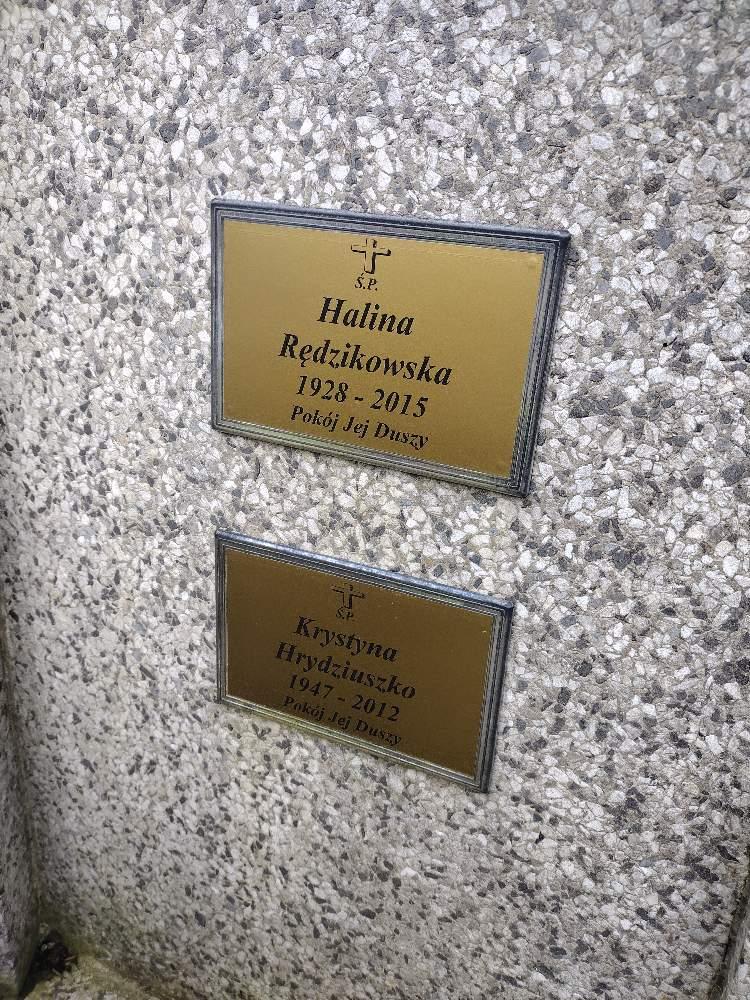 Ś.P.
Halina
Rędzikowska
1928 - 2015
Pokój Jej Duszy
Ś.P.
Krystyna
Hrydziuszko
1947 - 2012
Pokój Jej Duszy